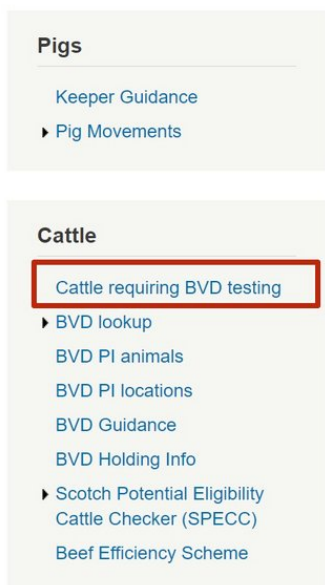 Pigs
Keeper Guidance
Pig Movements
Cattle
Cattle requiring BVD testing
BVD lookup
BVD PI animals
BVD PI locations
BVD Guidance
BVD Holding Info
Scotch Potential Eligibility
Cattle Checker (SPECC)
Beef Efficiency Scheme